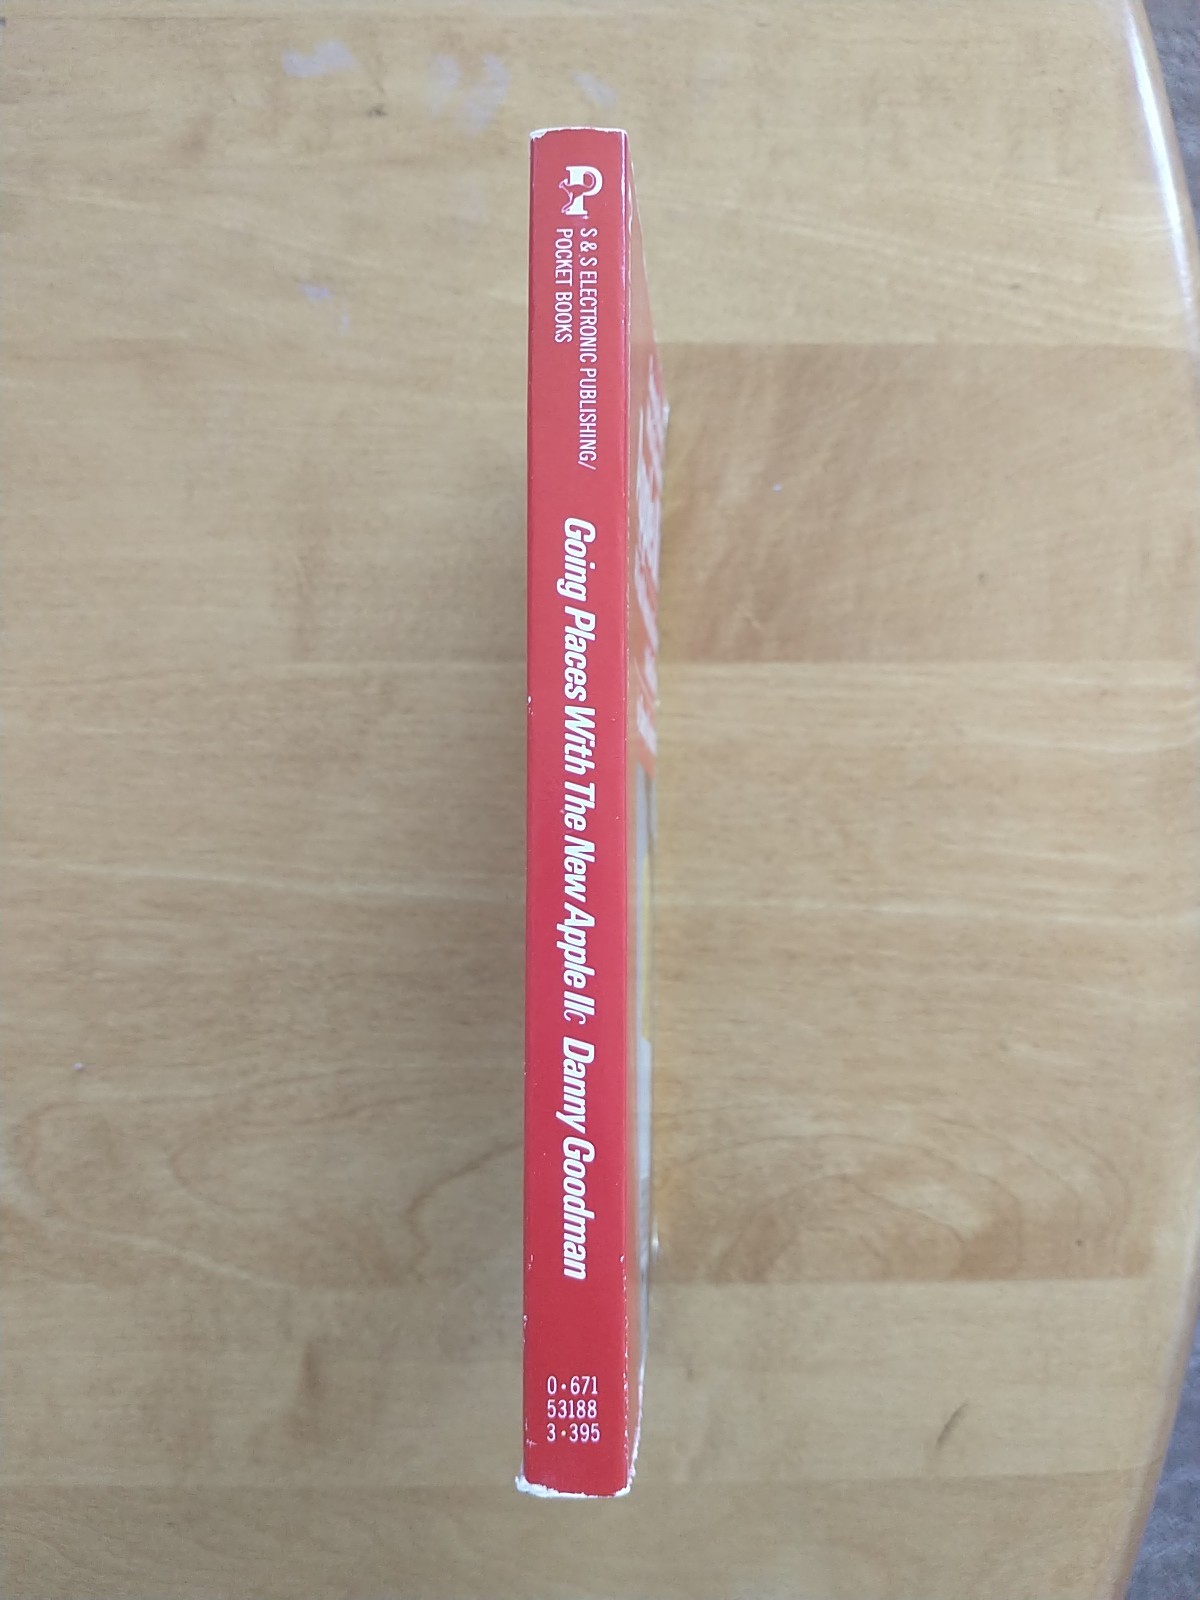 S & S ELECTRONIC PUBLISHING/
POCKET BOOKS
Going Places With The New Apple IIc Danny Goodman
0•671
53188
3•395